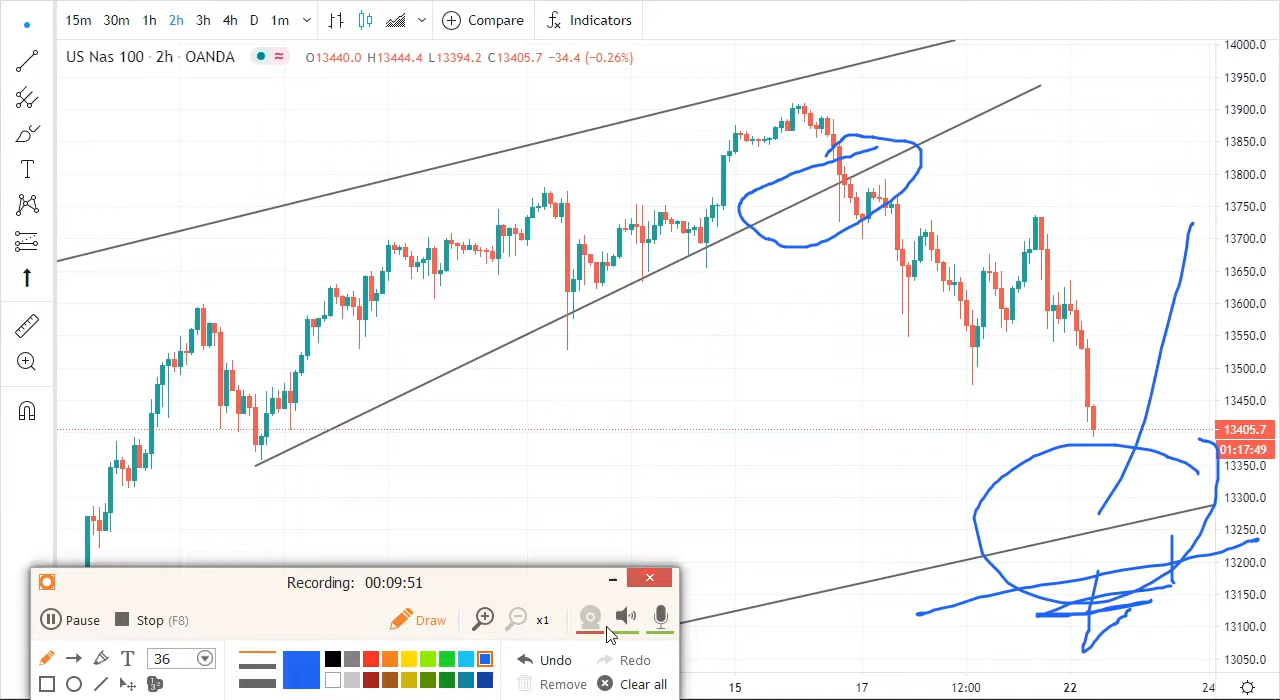 15m 30m 1h 2h 3h 4h D 1m Compare fx Indicators
US Nas 100 · 2h · OANDA ≈ O13440.0 H13444.4 L13394.2 C13405.7 −34.4 (−0.26%)
14000.0
13950.0
13900.0
13850.0
13800.0
13750.0
13700.0
13650.0
13600.0
13550.0
13500.0
13450.0
13405.7
01:17:49
13350.0
13300.0
13250.0
13200.0
13150.0
13100.0
13050.0
15 17 12:00 22 24
T
Recording: 00:09:51
Pause Stop (F8) Draw x1
T 36 Undo Redo
Remove Clear all